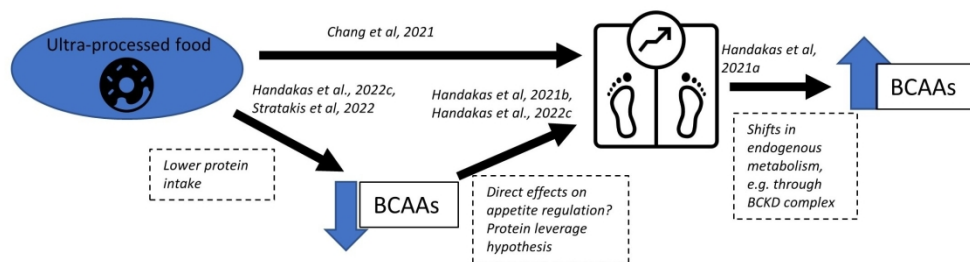 Ultra-processed food
Chang et al, 2021
Handakas et al., 2022c,
Stratakis et al, 2022
Lower protein
intake
BCAAs
Handakas et al, 2021b,
Handakas et al., 2022c
Direct effects on
appetite regulation?
Protein leverage
hypothesis
Handakas et al,
2021a
Shifts in
endogenous
metabolism,
e.g. through
BCKD complex
BCAAs